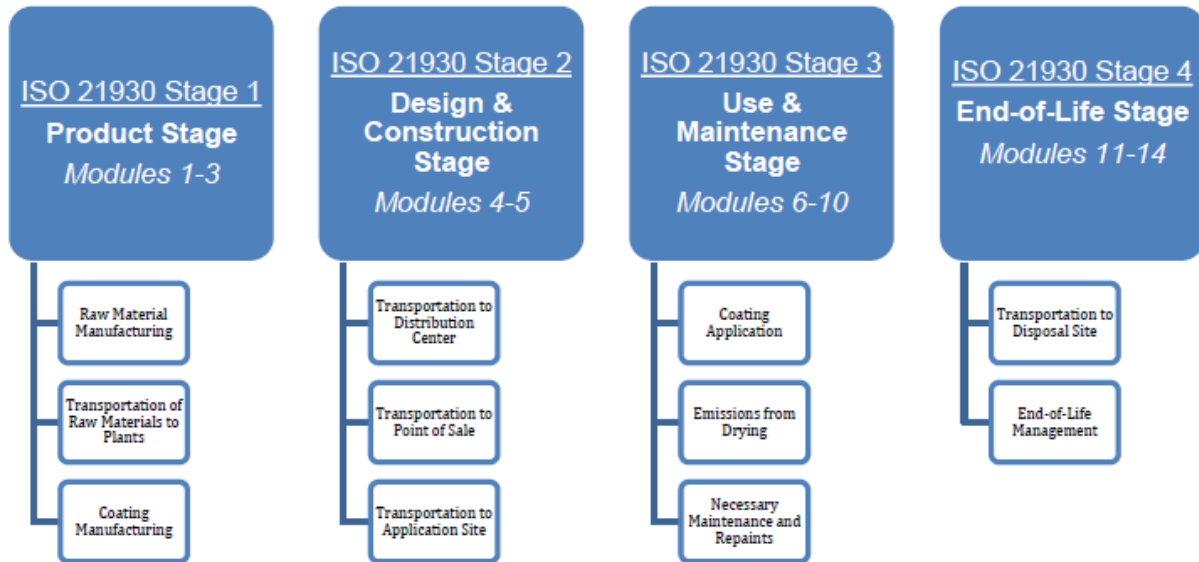 ISO 21930 Stage 1
Product Stage
Modules 1-3
Raw Material
Manufacturing
Transportation of
Raw Materials to
Plants
Coating
Manufacturing
ISO 21930 Stage 2
Design &
Construction
Stage
Modules 4-5
Transportation to
Distribution
Center
Transportation to
Point of Sale
Transportation to
Application Site
ISO 21930 Stage 3
Use &
Maintenance
Stage
Modules 6-10
Coating
Application
Emissions from
Drying
Necessary
Maintenance and
Repaints
ISO 21930 Stage 4
End-of-Life Stage
Modules 11-14
Transportation to
Disposal Site
End-of-Life
Management